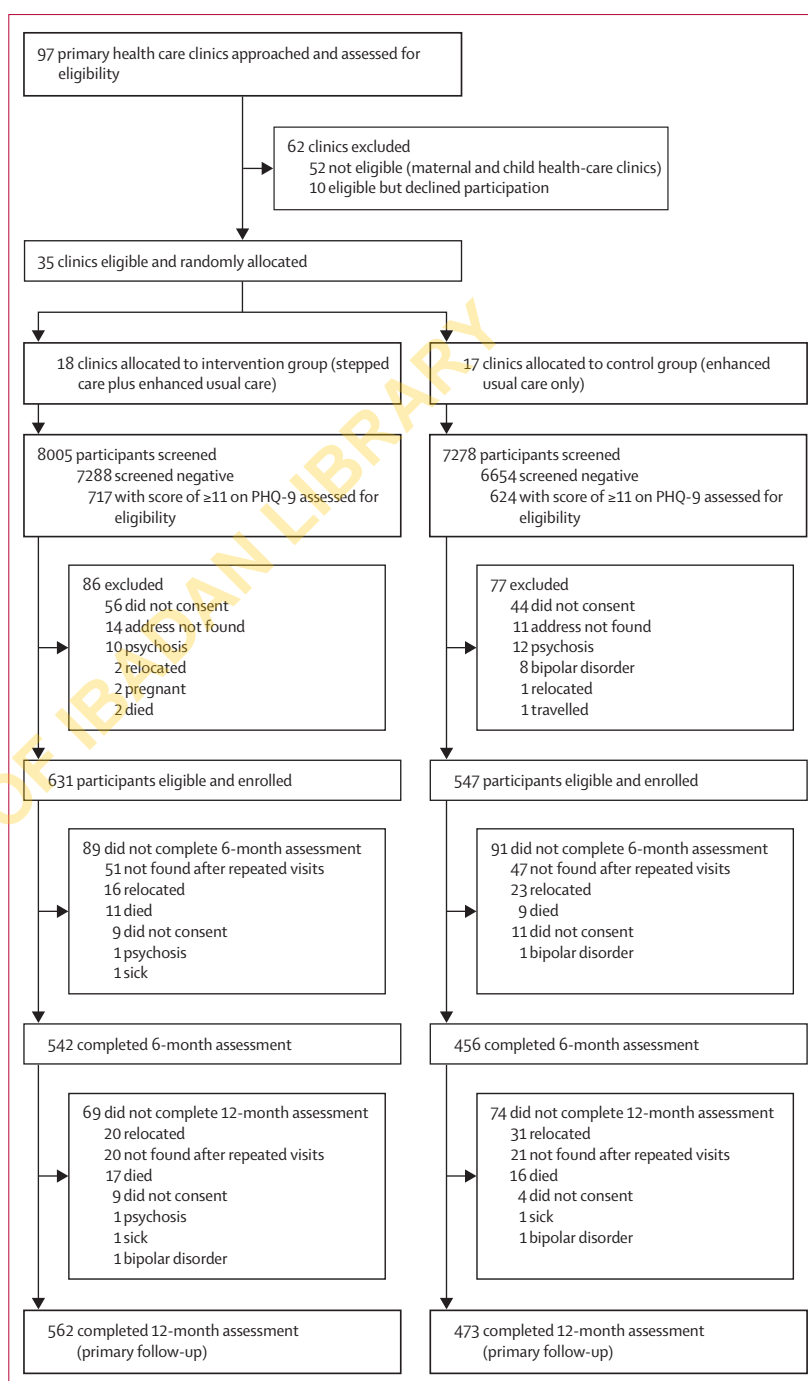 97 primary health care clinics approached and assessed for
eligibility
62 clinics excluded
52 not eligible (maternal and child health-care clinics)
10 eligible but declined participation
35 clinics eligible and randomly allocated
18 clinics allocated to intervention group (stepped
care plus enhanced usual care)
17 clinics allocated to control group (enhanced
usual care only)
8005 participants screened
7288 screened negative
717 with score of ≥11 on PHQ-9 assessed for
eligibility
7278 participants screened
6654 screened negative
624 with score of ≥11 on PHQ-9 assessed for
eligibility
86 excluded
56 did not consent
14 address not found
10 psychosis
2 relocated
2 pregnant
2 died
77 excluded
44 did not consent
11 address not found
12 psychosis
8 bipolar disorder
1 relocated
1 travelled
631 participants eligible and enrolled
547 participants eligible and enrolled
89 did not complete 6-month assessment
51 not found after repeated visits
16 relocated
11 died
9 did not consent
1 psychosis
1 sick
91 did not complete 6-month assessment
47 not found after repeated visits
23 relocated
9 died
11 did not consent
1 bipolar disorder
542 completed 6-month assessment
456 completed 6-month assessment
69 did not complete 12-month assessment
20 relocated
20 not found after repeated visits
17 died
9 did not consent
1 psychosis
1 sick
1 bipolar disorder
74 did not complete 12-month assessment
31 relocated
21 not found after repeated visits
16 died
4 did not consent
1 sick
1 bipolar disorder
562 completed 12-month assessment
(primary follow-up)
473 completed 12-month assessment
(primary follow-up)
OF IBADAN LIBRARY